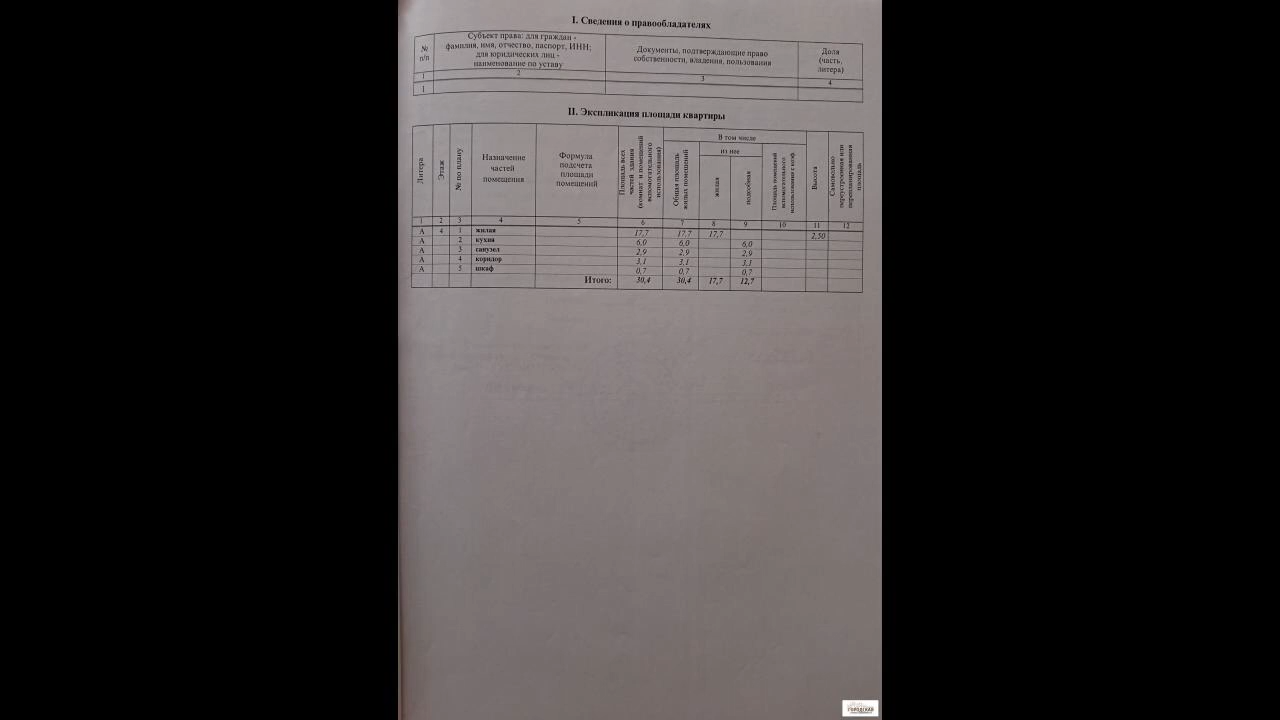 I. Сведения о правообладателях
№ п/п
Субъект права: для граждан -
фамилия, имя, отчество, паспорт, ИНН;
для юридических лиц -
наименование по уставу
Документы, подтверждающие право
собственности, владения, пользования
Доля
(часть,
литера)
1 2 3 4
1
II. Экспликация площади квартиры
Литера
Этаж
№ по плану
Назначение
частей
помещения
Формула
подсчета
площади
помещений
Площадь всех
частей здания
(комнат и помещений
вспомогательного
использования)
В том числе
Общая площадь
жилых помещений
из нее
жилая
подсобная
Площадь помещений
вспомогательного
использования с коэф.
Высота
Самовольно
переустроенная или
перепланированная
площадь
1 2 3 4 5 6 7 8 9 10 11 12
А 4 1 жилая 17,7 17,7 17,7 2,50
А 2 кухня 6,0 6,0 6,0
А 3 санузел 2,9 2,9 2,9
А 4 коридор 3,1 3,1 3,1
А 5 шкаф 0,7 0,7 0,7
Итого: 30,4 30,4 17,7 12,7
ГОРОДСКАЯ